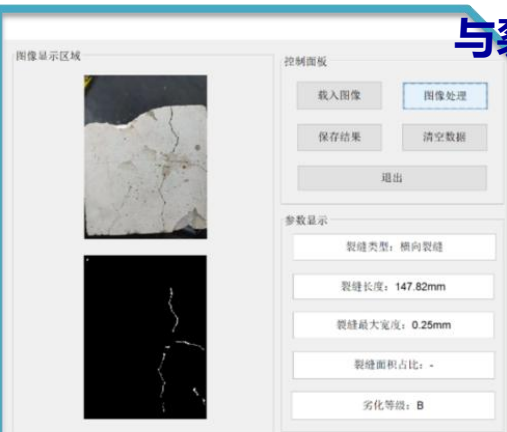 与裂
图像显示区域
控制面板
载入图像
图像处理
保存结果
清空数据
退出
参数显示
裂缝类型：横向裂缝
裂缝长度：147.82mm
裂缝最大宽度：0.25mm
裂缝面积占比：-
劣化等级：B